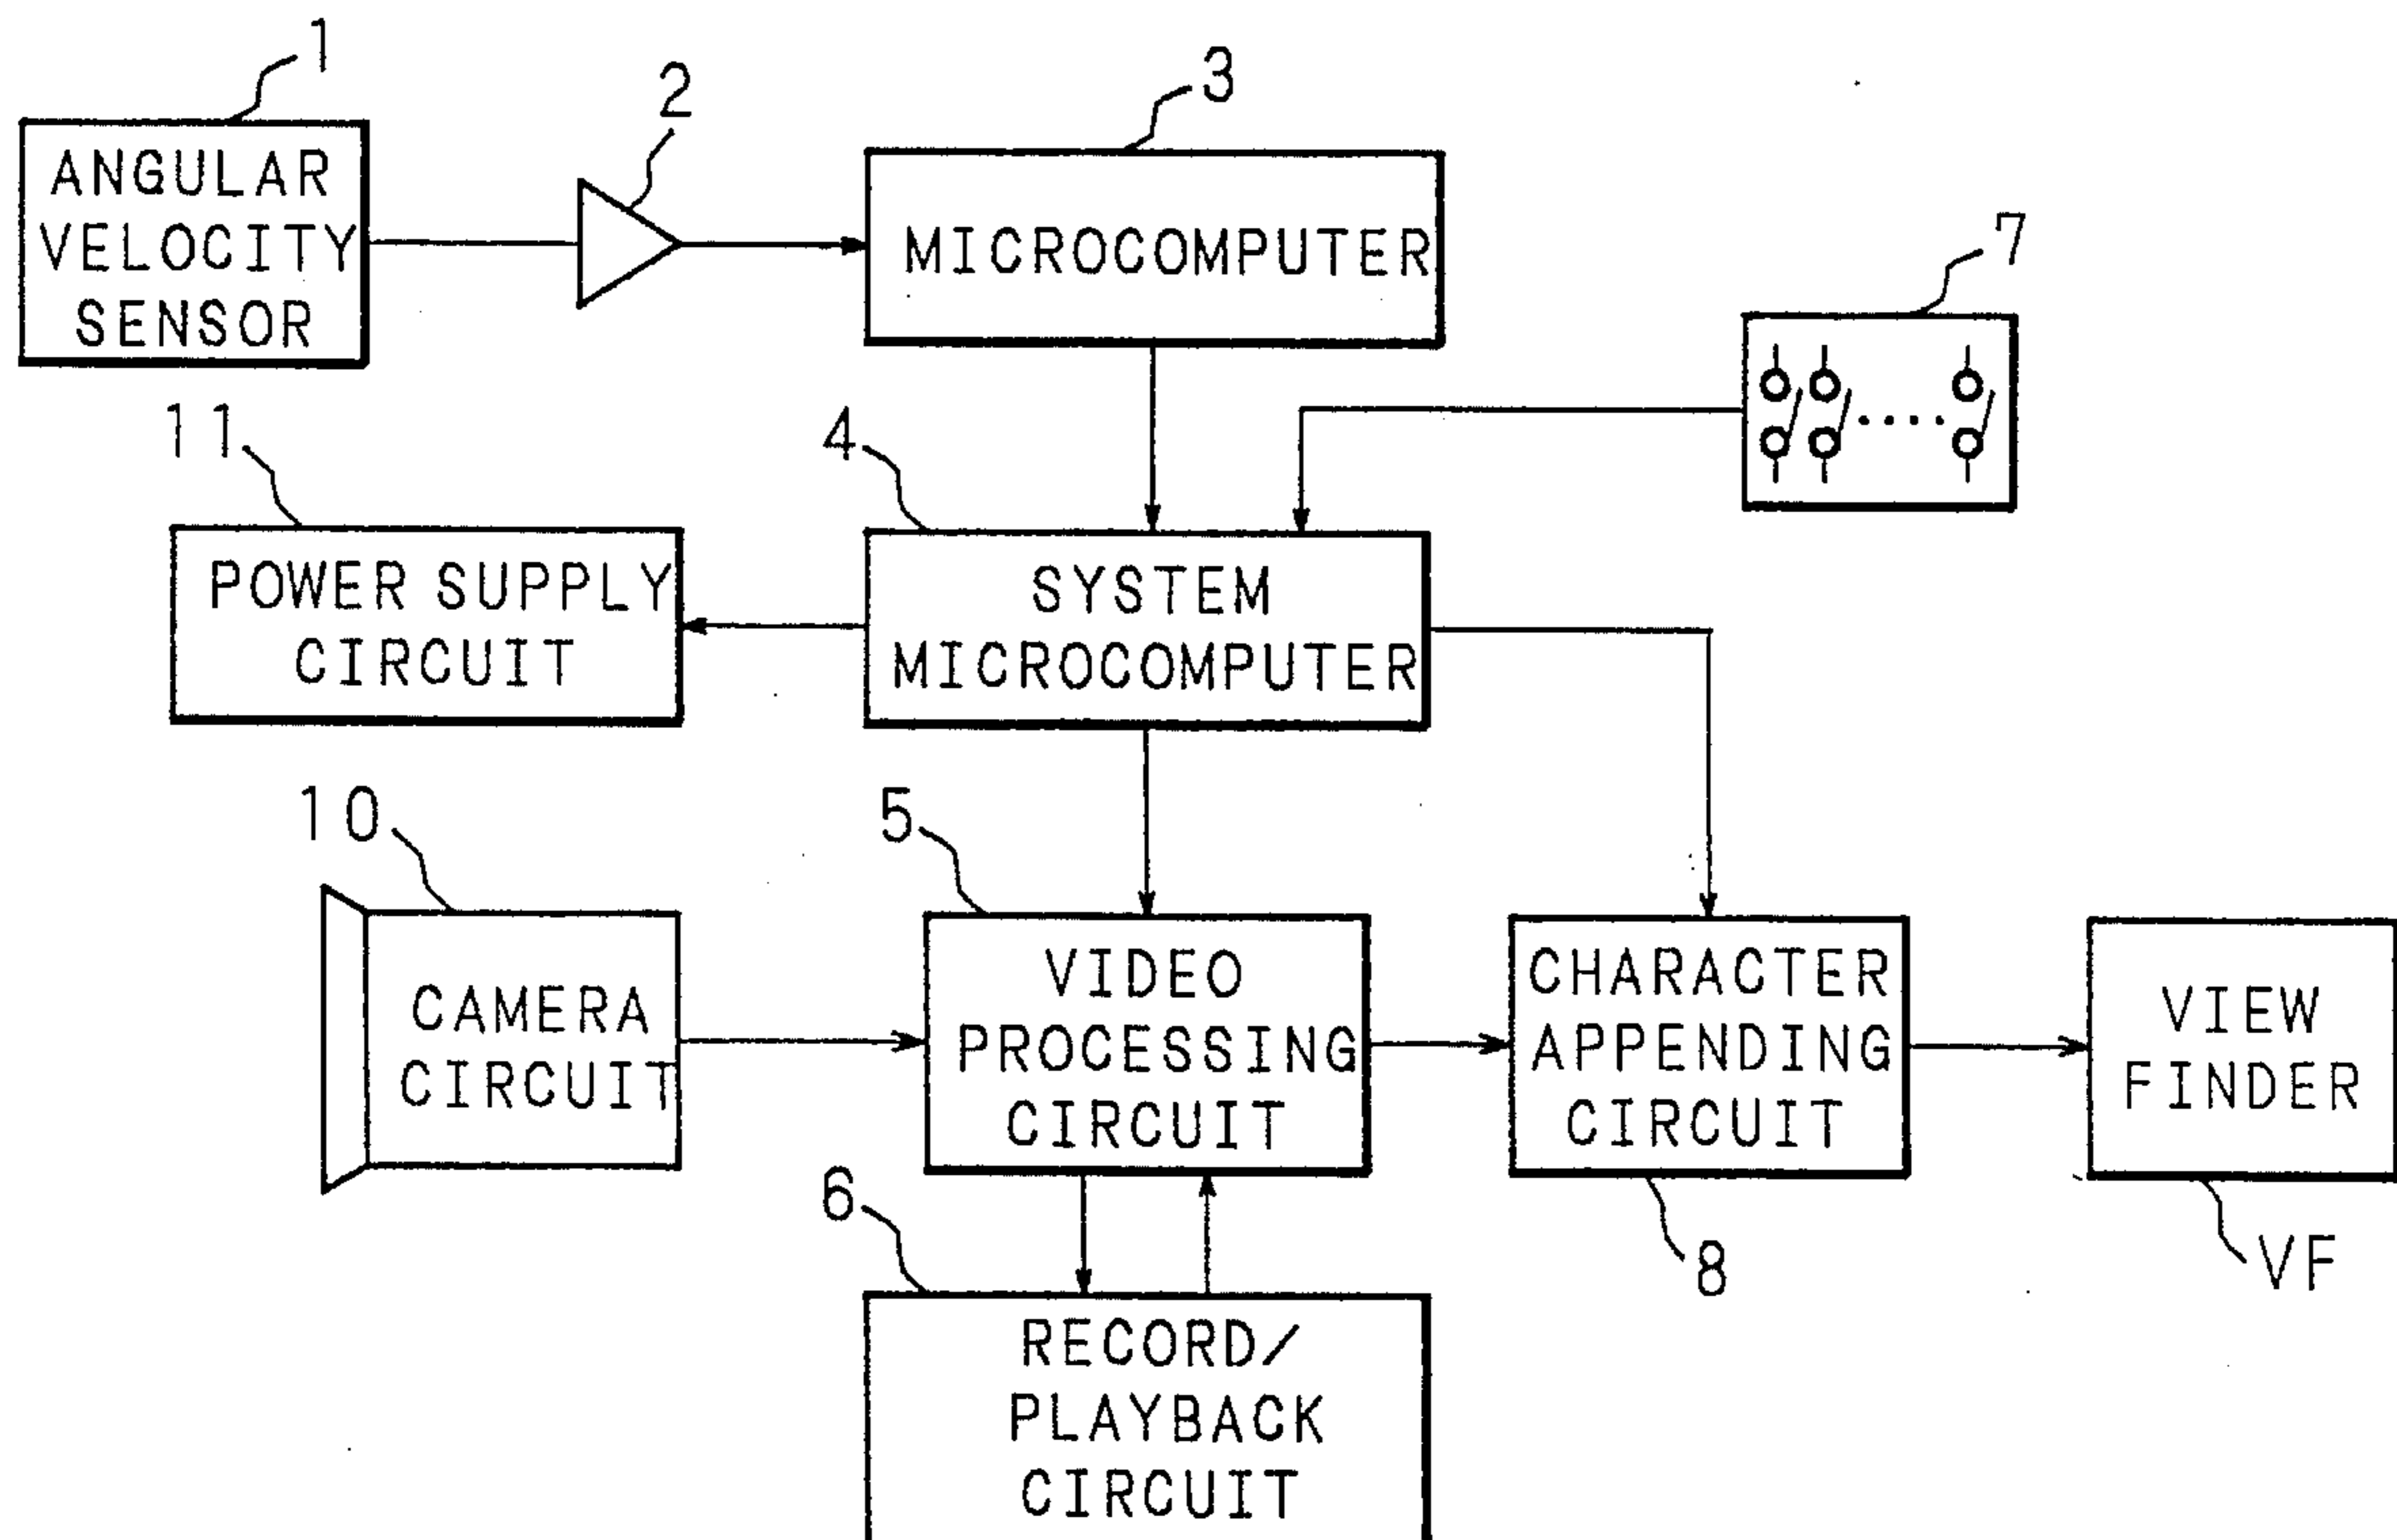 1
2
3
ANGULAR
VELOCITY
SENSOR
MICROCOMPUTER
7
11
4
POWER SUPPLY
CIRCUIT
SYSTEM
MICROCOMPUTER
10
5
CAMERA
CIRCUIT
VIDEO
PROCESSING
CIRCUIT
CHARACTER
APPENDING
CIRCUIT
VIEW
FINDER
6
8
VF
RECORD/
PLAYBACK
CIRCUIT